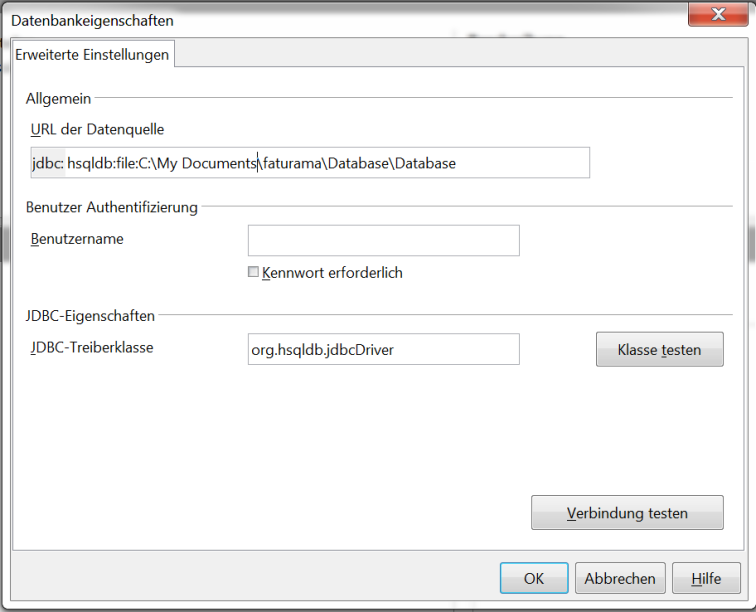 Datenbankeigenschaften
Erweiterte Einstellungen
Allgemein
URL der Datenquelle
jdbc: hsqldb:file:C:\My Documents\faturama\Database\Database
Benutzer Authentifizierung
Benutzername
Kennwort erforderlich
JDBC-Eigenschaften
JDBC-Treiberklasse org.hsqldb.jdbcDriver Klasse testen
Verbindung testen
OK Abbrechen Hilfe